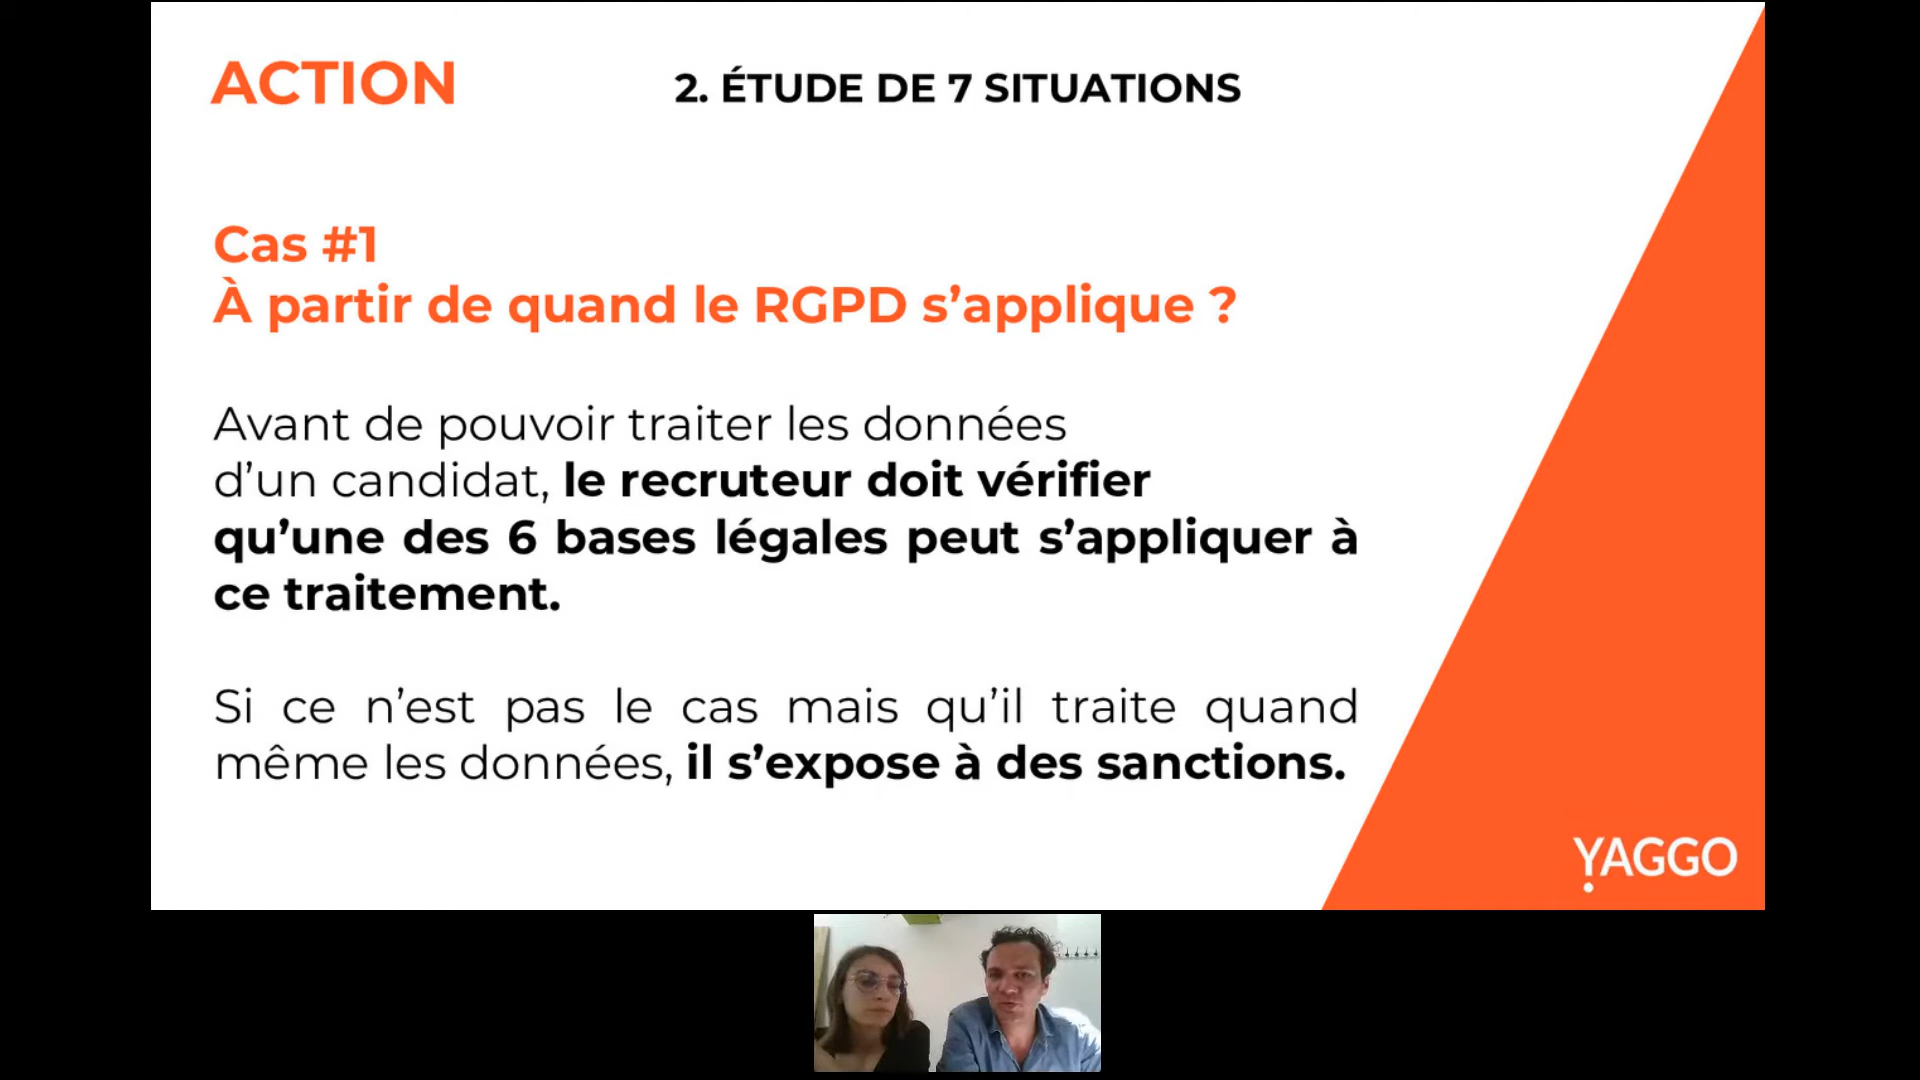 ACTION
2. ÉTUDE DE 7 SITUATIONS
Cas #1
À partir de quand le RGPD s’applique ?
Avant de pouvoir traiter les données
d’un candidat, le recruteur doit vérifier
qu’une des 6 bases légales peut s’appliquer à
ce traitement.
Si ce n’est pas le cas mais qu’il traite quand
même les données, il s’expose à des sanctions.
YAGGO